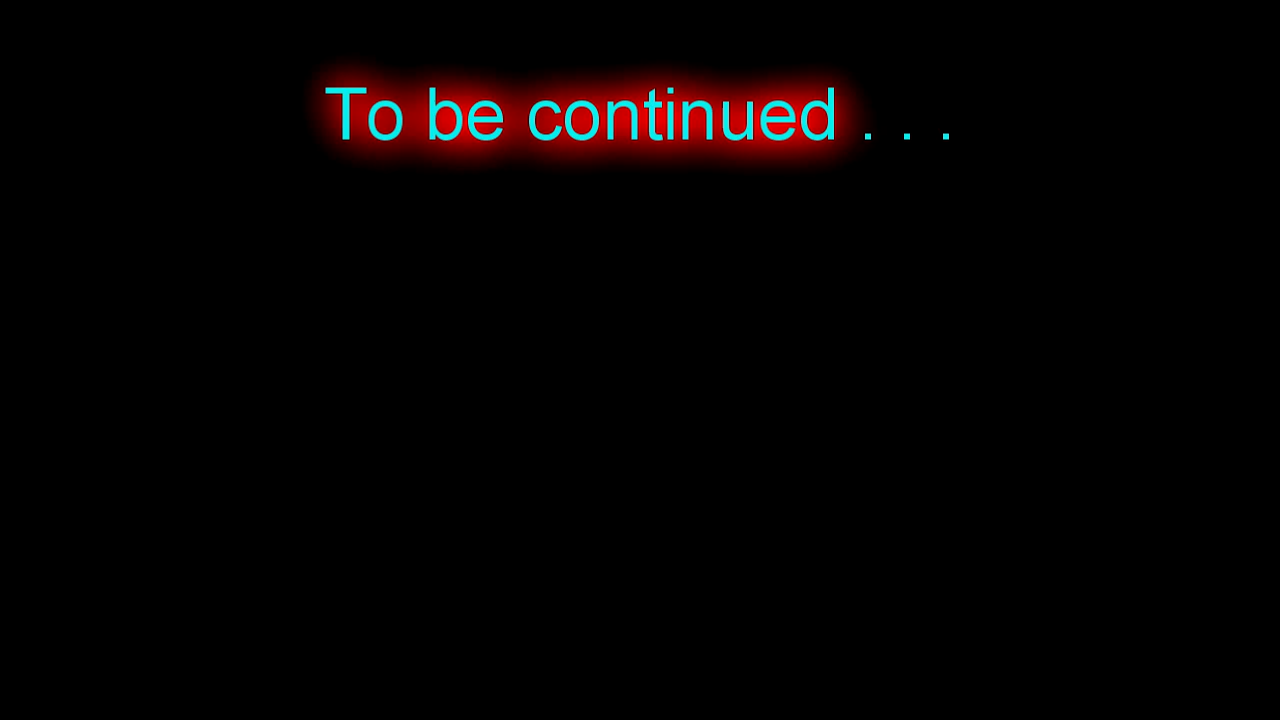 To be continued . . .